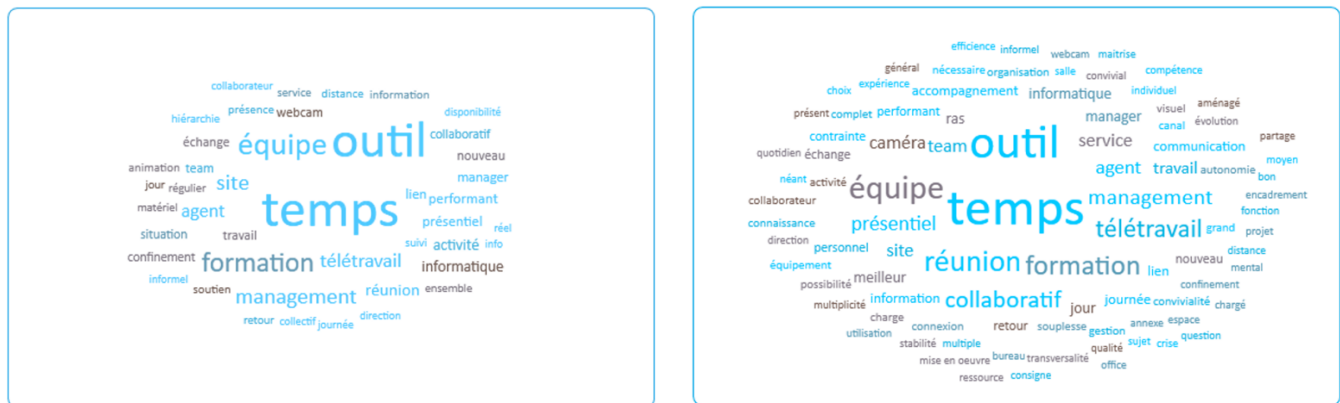 collaborateur
service distance information
présence webcam
disponibilité
hiérarchie
échange équipe outil collaboratif
nouveau
animation team
site
manager
jour régulier
temps
lien performant
matériel agent
présentiel
réel
situation
travail
suivi activité info
confinement formation télétravail
informatique
informel
soutien management réunion ensemble
retour collectif journée direction
efficience informel webcam maitrise
général nécessaire organisation salle convivial compétence
choix expérience accompagnement informatique individuel
présent complet performant ras manager visuel aménagé
canal évolution
contrainte caméra team outil service communication partage
quotidien échange
agent travail autonomie moyen
néant activité équipe bon
collaborateur temps management encadrement
fonction
connaissance présentiel télétravail grand projet
direction personnel site
distance
équipement réunion formation lien nouveau mental
possibilité meilleur confinement
multiplicité information collaboratif jour journée convivialité chargé
charge
utilisation connexion retour souplesse gestion annexe espace
stabilité multiple qualité sujet crise question
mise en oeuvre bureau transversalité office
ressource consigne